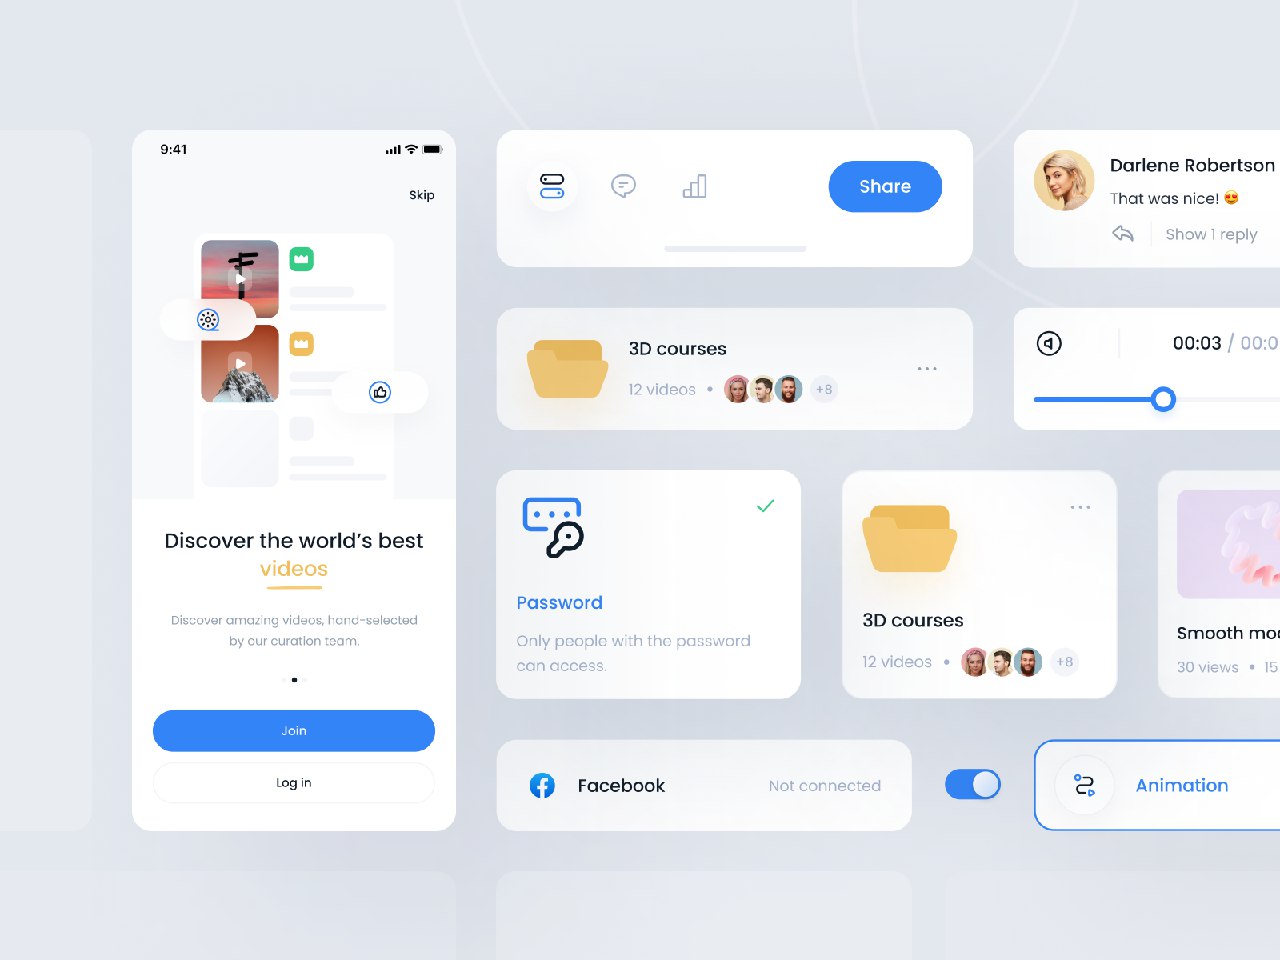 9:41
Skip
Discover the world's best
videos
Discover amazing videos, hand-selected
by our curation team.
Join
Log in
Share
3D courses
12 videos • +8
Password
Only people with the password
can access.
3D courses
12 videos • +8
Facebook
Not connected
Darlene Robertson
That was nice! 😍
Show 1 reply
00:03 / 00:0
Smooth mo
30 views • 15
Animation